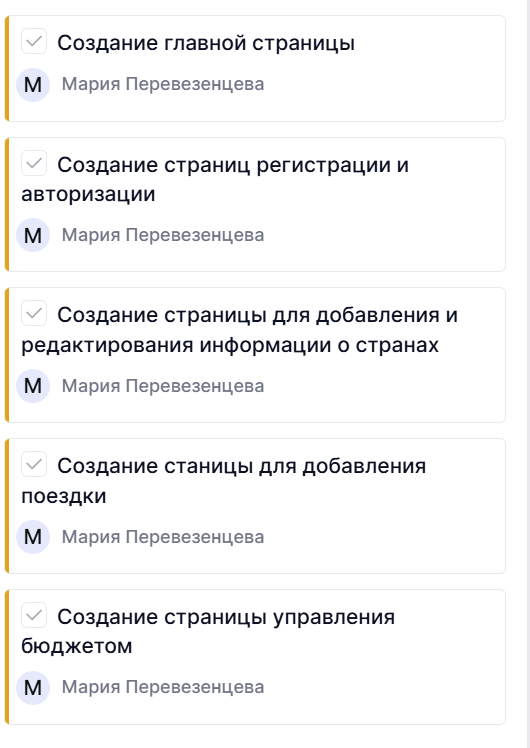 Создание главной страницы
М Мария Перевезенцева
Создание страниц регистрации и
авторизации
М Мария Перевезенцева
Создание страницы для добавления и
редактирования информации о странах
М Мария Перевезенцева
Создание станицы для добавления
поездки
М Мария Перевезенцева
Создание страницы управления
бюджетом
М Мария Перевезенцева